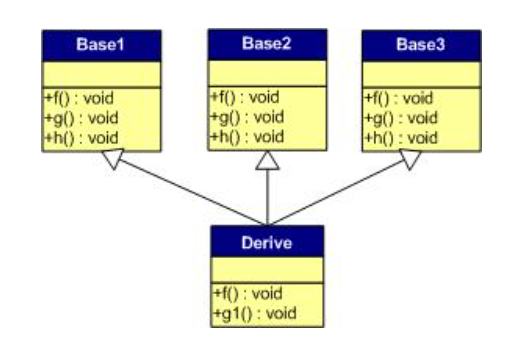 Base1
+f() : void
+g() : void
+h() : void
Base2
+f() : void
+g() : void
+h() : void
Base3
+f() : void
+g() : void
+h() : void
Derive
+f() : void
+g1() : void